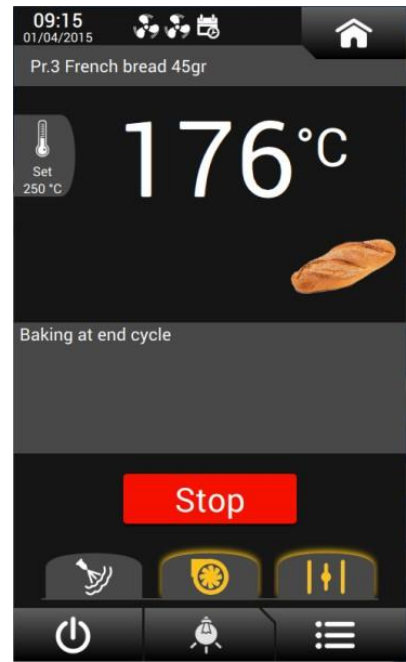 09:15
01/04/2015
Pr.3 French bread 45gr
176°C
Set
250 °C
Baking at end cycle
Stop